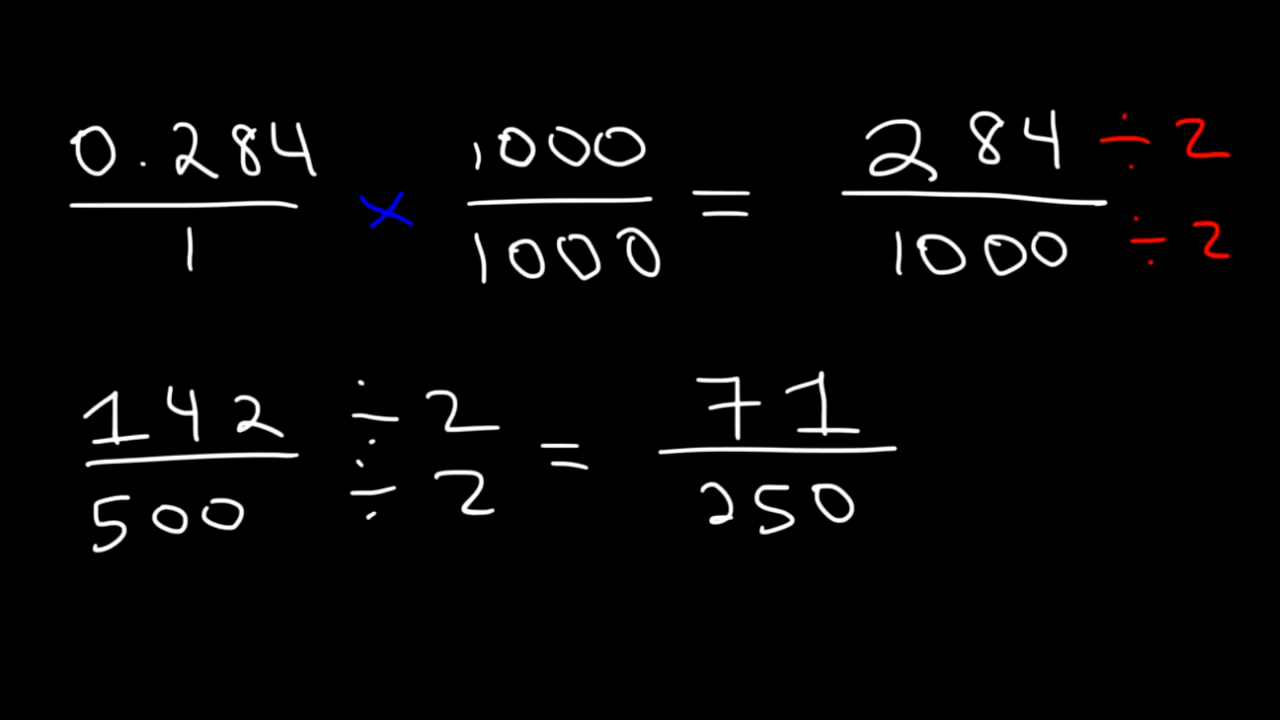 0.284/1 × 1000/1000 = 284/1000 ÷ 2/÷ 2
142/500 ÷ 2/÷ 2 = 71/250